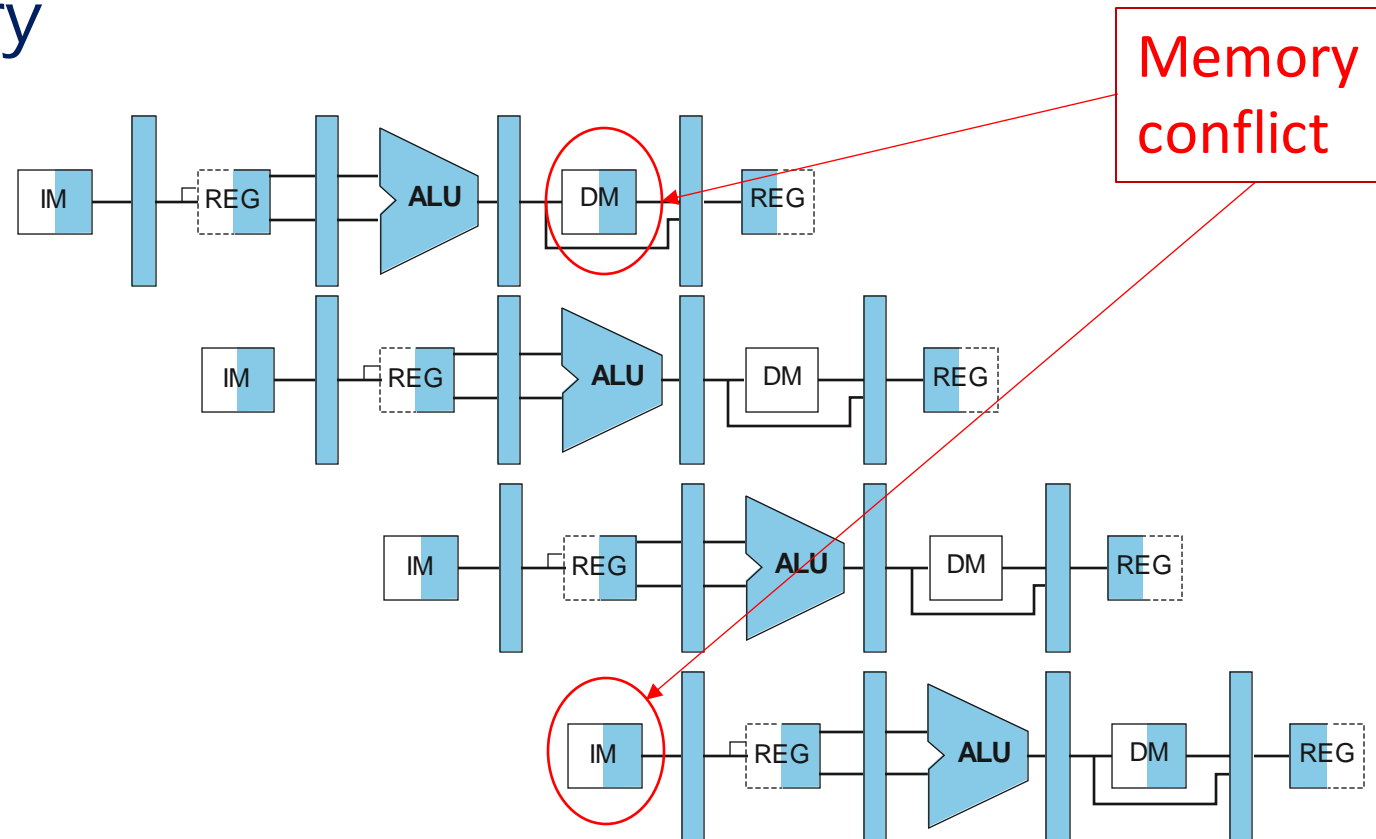 ry
Memory
conflict
IM REG ALU DM REG
IM REG ALU DM REG
IM REG ALU DM REG
IM REG ALU DM REG